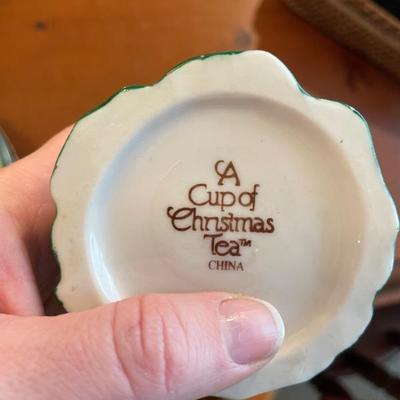 A
Cup of
Christmas
Tea™
CHINA